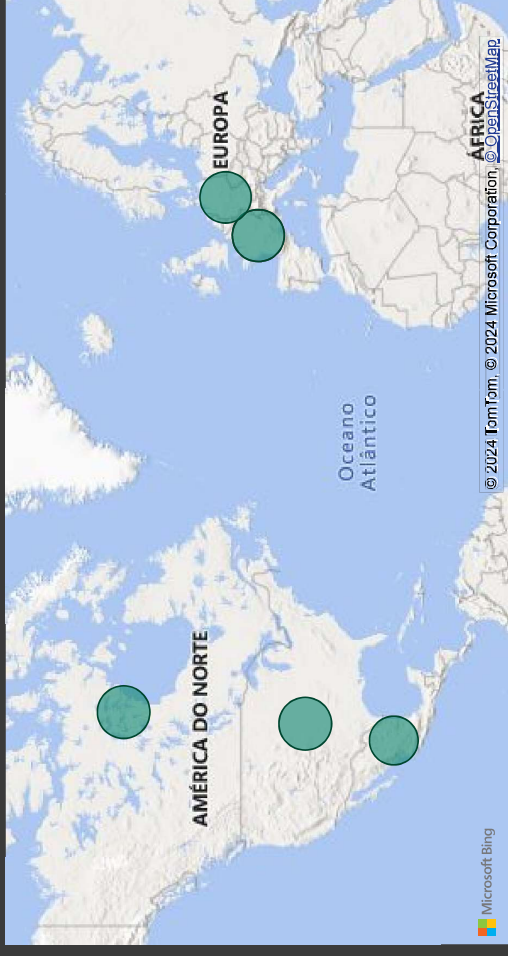 EUROPA
AMÉRICA DO NORTE
Oceano
Atlântico
ÁFRICA
Microsoft Bing
© 2024 TomTom, © 2024 Microsoft Corporation, © OpenStreetMap